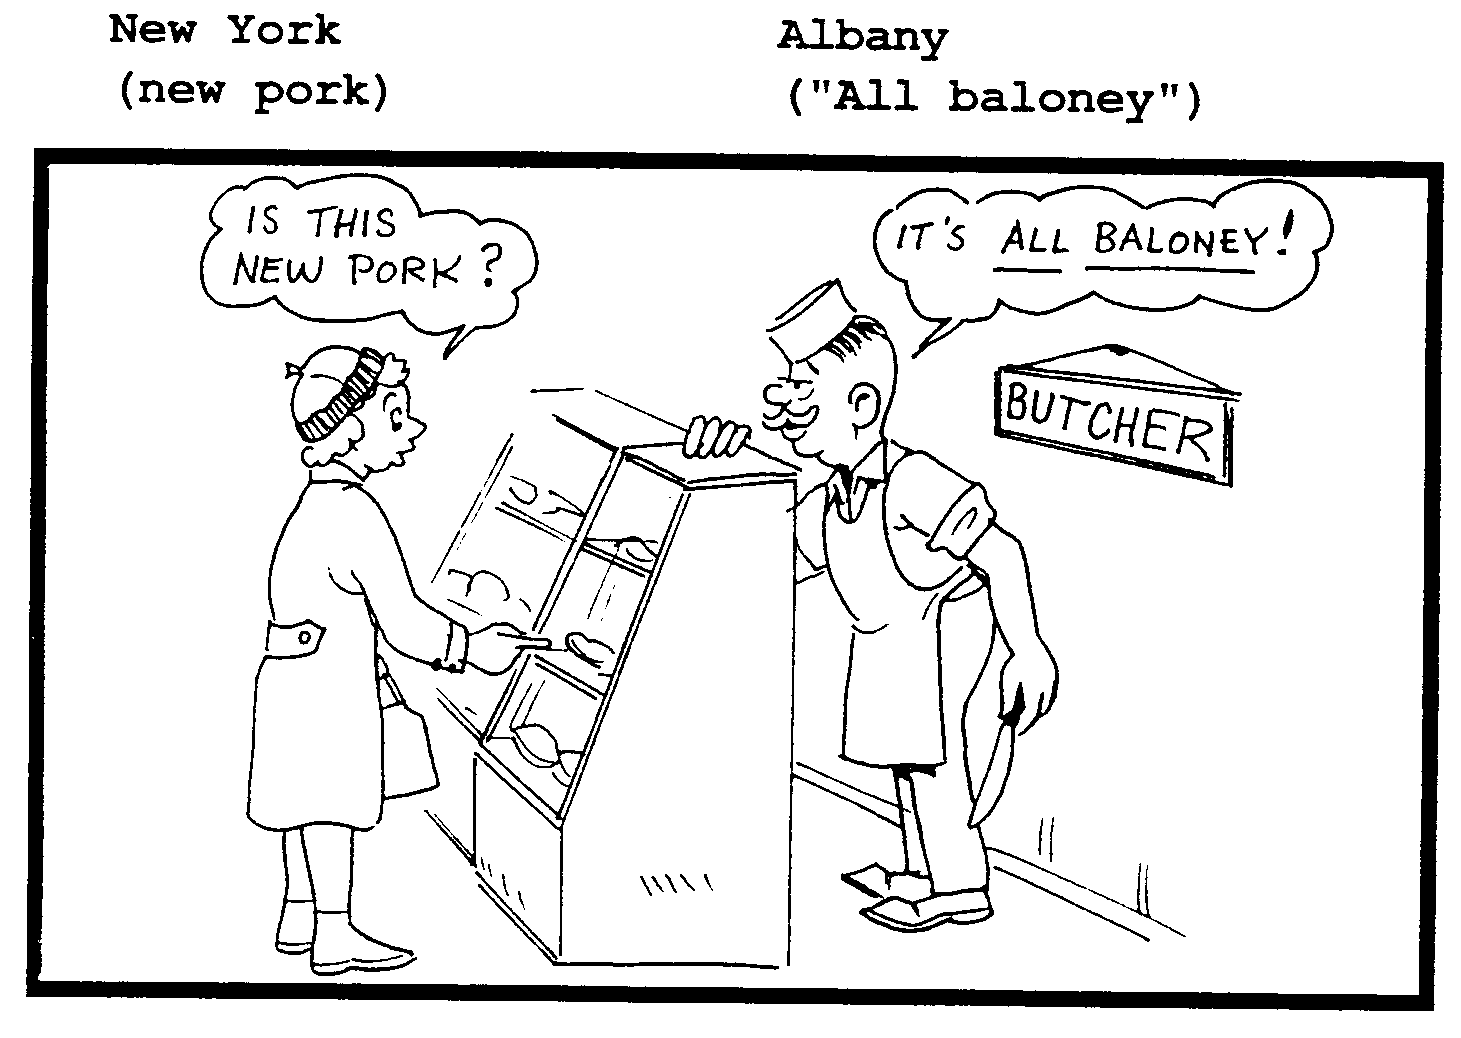 New York
(new pork)
Albany
("All baloney")
IS THIS
NEW PORK?
IT'S ALL BALONEY!
BUTCHER